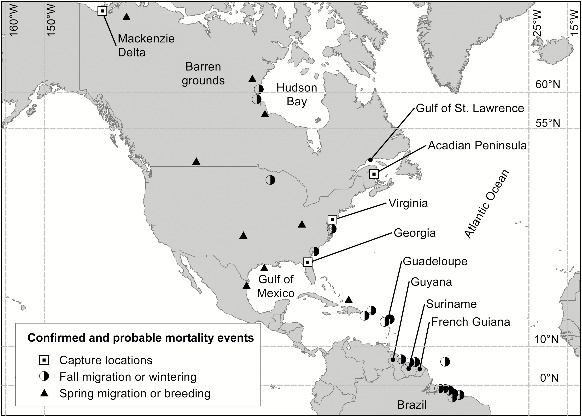 160°W
150°W
25°W
15°W
Mackenzie
Delta
Barren
grounds
Hudson
Bay
60°N
55°N
Gulf of St. Lawrence
Acadian Peninsula
Atlantic Ocean
Virginia
Georgia
Guadeloupe
Guyana
Suriname
French Guiana
Gulf of
Mexico
Confirmed and probable mortality events
Capture locations
Fall migration or wintering
Spring migration or breeding
10°N
0°N
Brazil